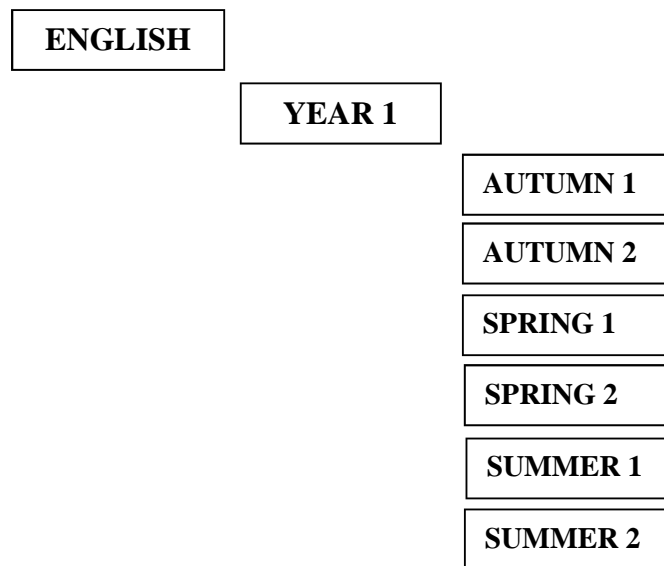 ENGLISH
YEAR 1
AUTUMN 1
AUTUMN 2
SPRING 1
SPRING 2
SUMMER 1
SUMMER 2